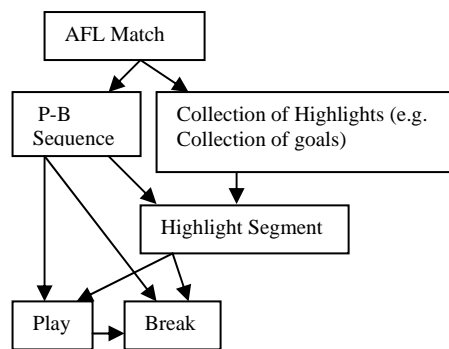 AFL Match
P-B
Sequence
Collection of Highlights (e.g.
Collection of goals)
Highlight Segment
Play
Break